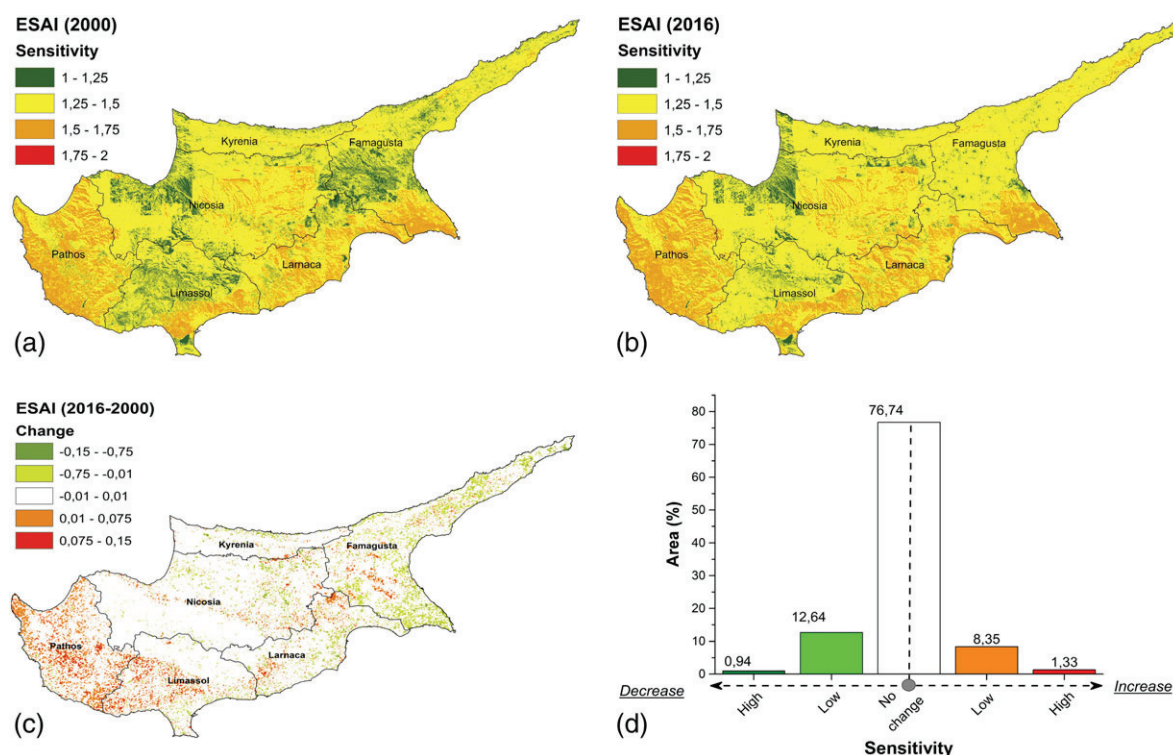 ESAI (2000)
Sensitivity
1 - 1,25
1,25 - 1,5
1,5 - 1,75
1,75 - 2
Kyrenia
Famagusta
Nicosia
Pathos
Larnaca
Limassol
(a)
ESAI (2016)
Sensitivity
1 - 1,25
1,25 - 1,5
1,5 - 1,75
1,75 - 2
Kyrenia
Famagusta
Nicosia
Pathos
Larnaca
Limassol
(b)
ESAI (2016-2000)
Change
-0,15 - -0,75
-0,75 - -0,01
-0,01 - 0,01
0,01 - 0,075
0,075 - 0,15
Kyrenia
Famagusta
Nicosia
Pathos
Larnaca
Limassol
(c)
Area (%)
80
70
60
50
40
30
20
10
0
0,94
12,64
76,74
8,35
1,33
Decrease
Increase
High
Low
No change
Low
High
Sensitivity
(d)